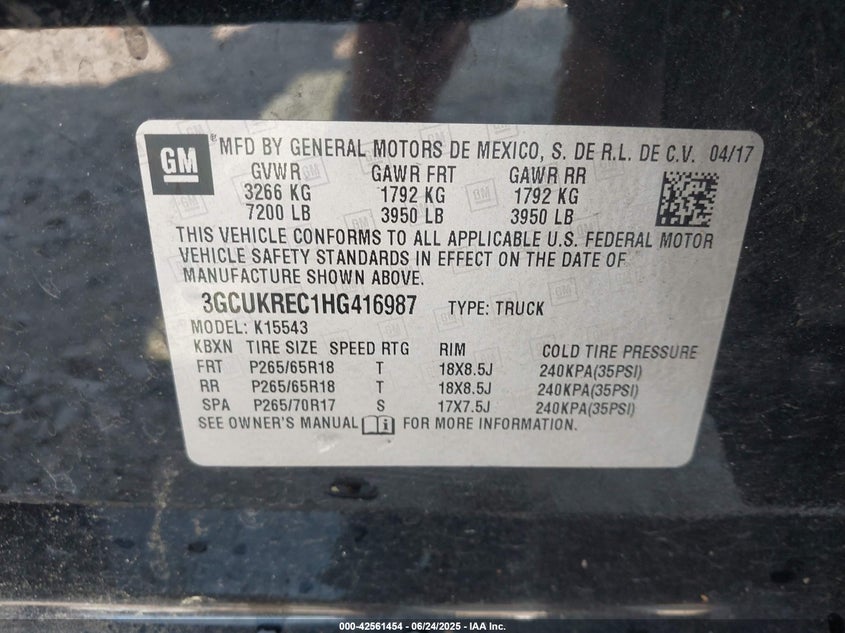 GM ® MFD BY GENERAL MOTORS DE MEXICO, S. DE R.L. DE C.V. 04/17
GVWR GAWR FRT GAWR RR
3266 KG 1792 KG 1792 KG
7200 LB 3950 LB 3950 LB
THIS VEHICLE CONFORMS TO ALL APPLICABLE U.S. FEDERAL MOTOR
VEHICLE SAFETY STANDARDS IN EFFECT ON THE DATE OF
MANUFACTURE SHOWN ABOVE.
3GCUKREC1HG416987 TYPE: TRUCK
MODEL: K15543
KBXN TIRE SIZE SPEED RTG RIM COLD TIRE PRESSURE
FRT P265/65R18 T 18X8.5J 240KPA(35PSI)
RR P265/65R18 T 18X8.5J 240KPA(35PSI)
SPA P265/70R17 S 17X7.5J 240KPA(35PSI)
SEE OWNER'S MANUAL FOR MORE INFORMATION.
000-42561454 - 06/24/2025 - IAA Inc.